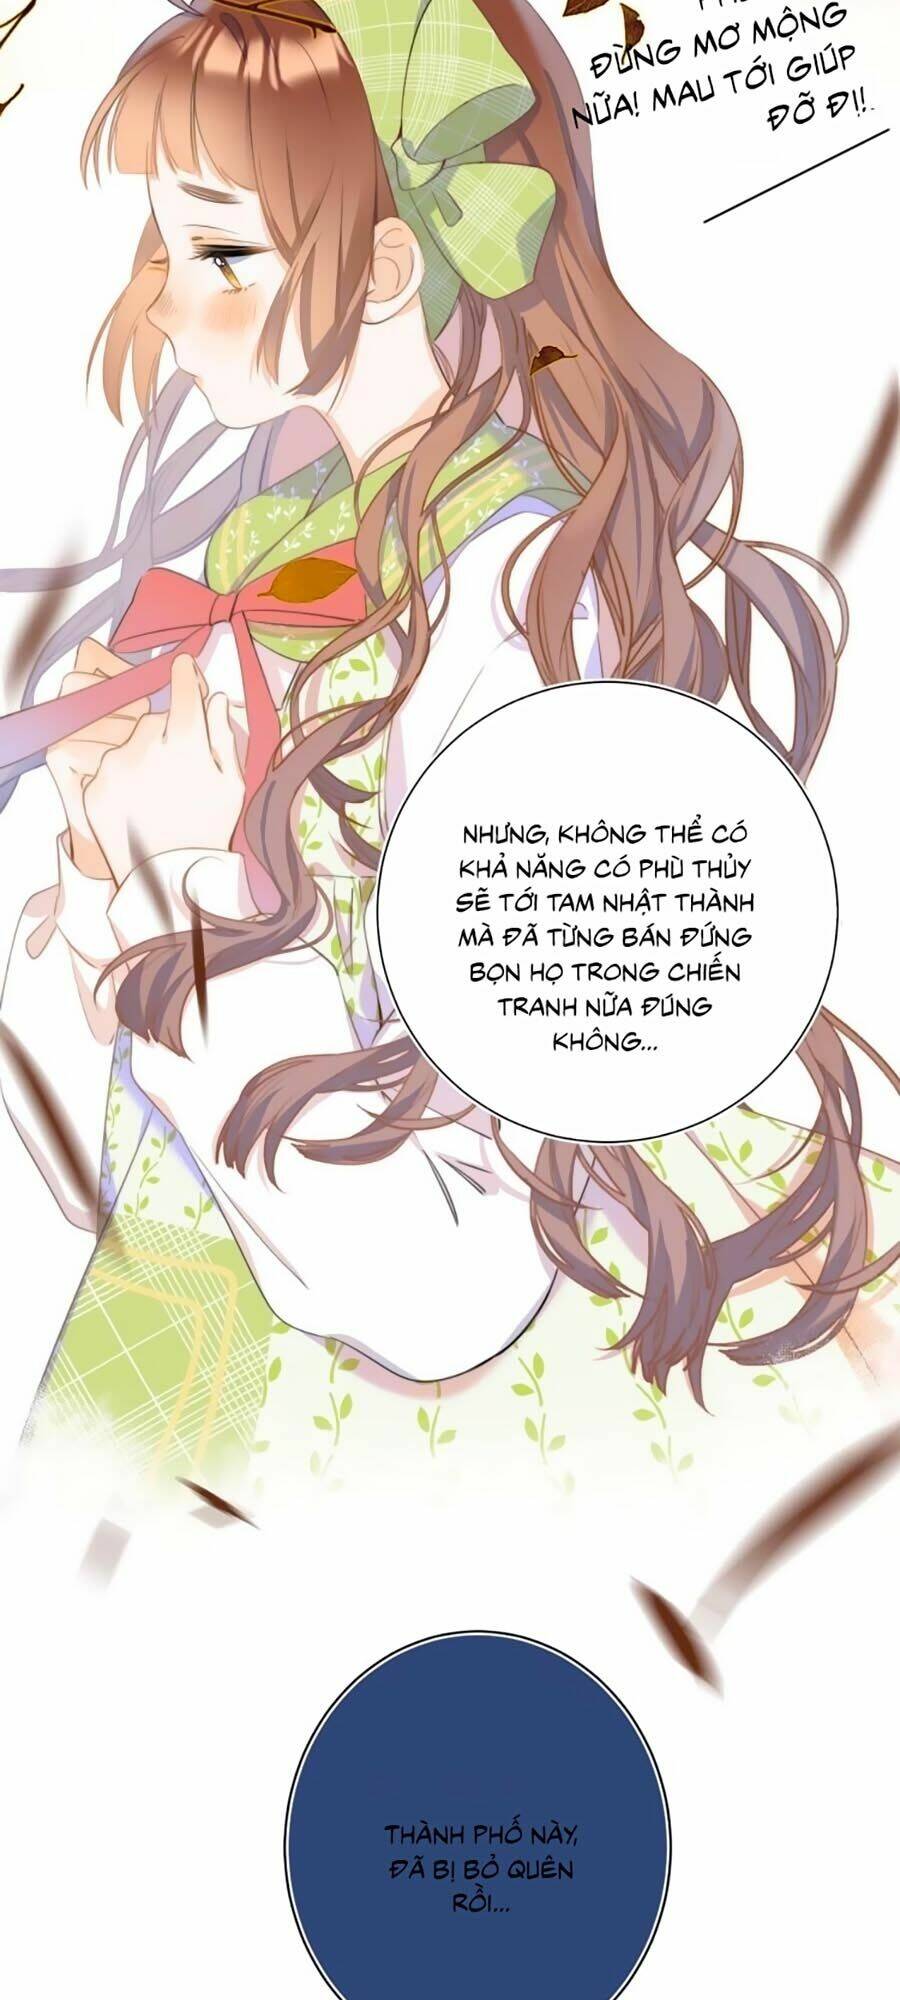 ĐỪNG MƠ MỘNG
NỮA! MAU TỚI GIÚP
ĐỠ ĐI!
NHƯNG, KHÔNG THỂ CÓ
KHẢ NĂNG CÓ PHÙ THỦY
SẼ TỚI TAM NHẬT THÀNH
MÀ ĐÃ TỪNG BÁN ĐỨNG
BỌN HỌ TRONG CHIẾN
TRANH NỮA ĐÚNG
KHÔNG...
THÀNH PHỐ NÀY,
ĐÃ BỊ BỎ QUÊN
RỒI...